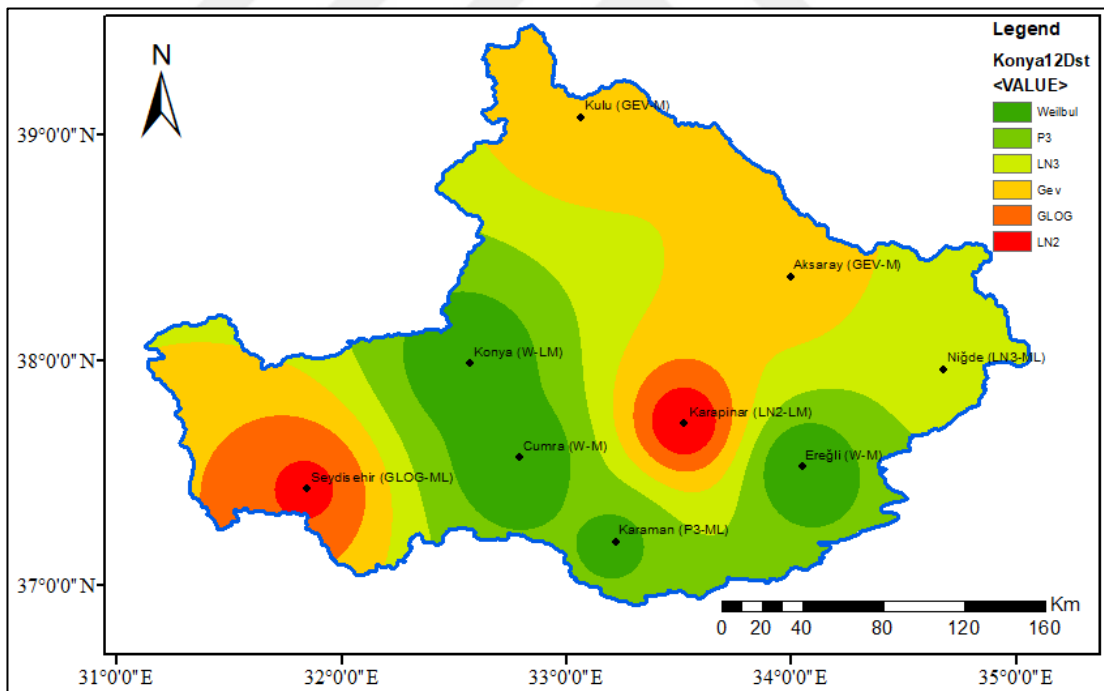 Legend
Konya12Dst
<VALUE>
Weilbul
P3
LN3
Gev
GLOG
LN2
N
39°0'0"N
38°0'0"N
37°0'0"N
Kulu (GEV-M)
Aksaray (GEV-M)
Konya (W-LM)
Niğde (LN3-ML)
Karapinar (LN2-LM)
Cumra (W-M)
Ereğli (W-M)
Seydisehir (GLOG-ML)
Karaman (P3-ML)
Km
0 20 40 80 120 160
31°0'0"E 32°0'0"E 33°0'0"E 34°0'0"E 35°0'0"E